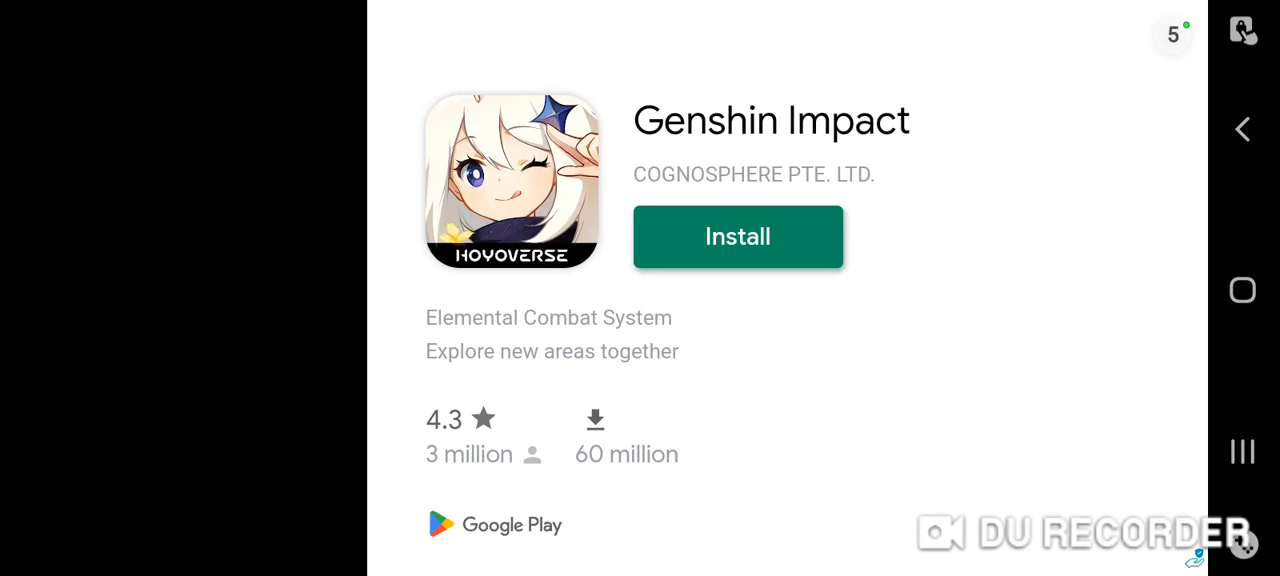 5
Genshin Impact
COGNOSPHERE PTE. LTD.
HOYOVERSE
Install
Elemental Combat System
Explore new areas together
4.3
3 million
60 million
Google Play
DU RECORDER